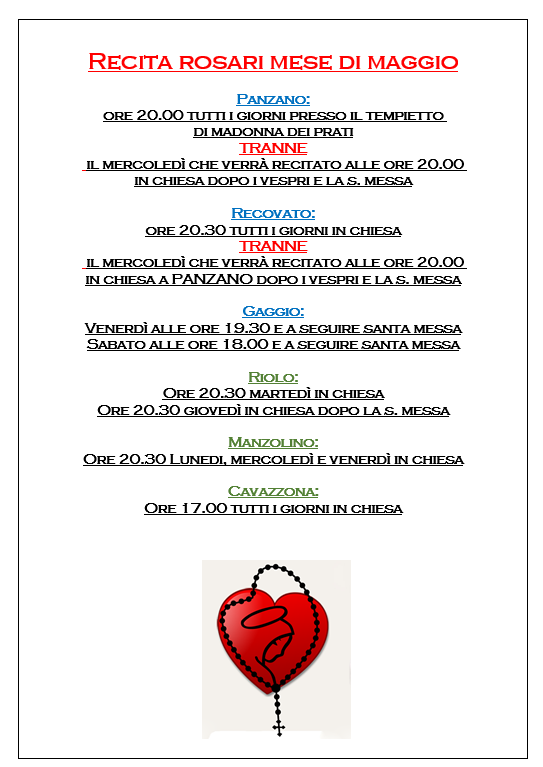 Recita rosari mese di maggio
Panzano:
ore 20.00 tutti i giorni presso il tempietto
di madonna dei prati
TRANNE
il mercoledì che verrà recitato alle ore 20.00
in chiesa dopo i vespri e la s. messa
Recovato:
ore 20.30 tutti i giorni in chiesa
TRANNE
il mercoledì che verrà recitato alle ore 20.00
in chiesa a PANZANO dopo i vespri e la s. messa
Gaggio:
Venerdì alle ore 19.30 e a seguire santa messa
Sabato alle ore 18.00 e a seguire santa messa
Riolo:
Ore 20.30 martedì in chiesa
Ore 20.30 giovedì in chiesa dopo la s. messa
Manzolino:
Ore 20.30 Lunedi, mercoledì e venerdì in chiesa
Cavazzona:
Ore 17.00 tutti i giorni in chiesa